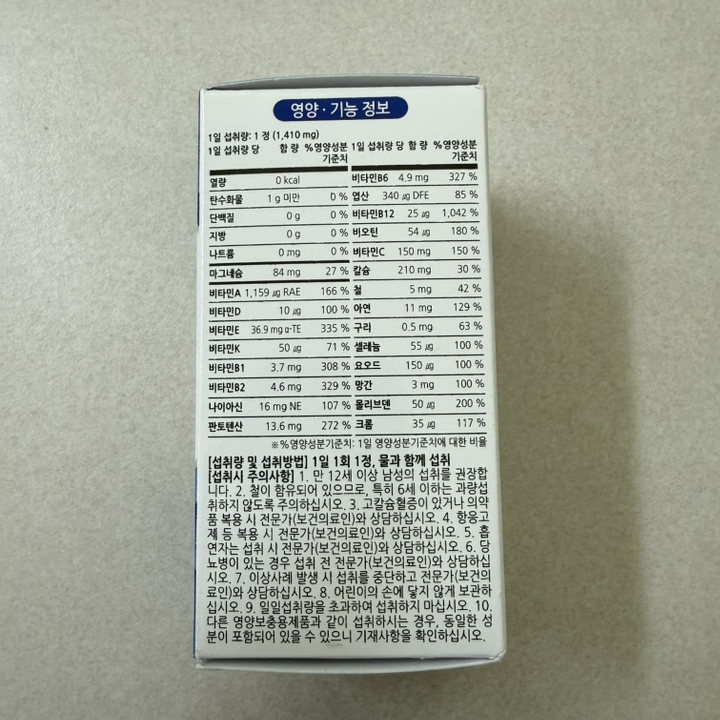 영양·기능 정보
1일 섭취량: 1 정 (1,410 mg)
1일 섭취량 당 함 량 %영양성분 기준치
열량 0 kcal
탄수화물 1 g 미만 0 %
단백질 0 g 0 %
지방 0 g 0 %
나트륨 0 mg 0 %
마그네슘 84 mg 27 %
비타민A 1,159 ㎍ RAE 166 %
비타민D 10 ㎍ 100 %
비타민E 36.9 mg α-TE 335 %
비타민K 50 ㎍ 71 %
비타민B1 3.7 mg 308 %
비타민B2 4.6 mg 329 %
나이아신 16 mg NE 107 %
판토텐산 13.6 mg 272 %
1일 섭취량 당 함 량 %영양성분 기준치
비타민B6 4.9 mg 327 %
엽산 340 ㎍ DFE 85 %
비타민B12 25 ㎍ 1,042 %
비오틴 54 ㎍ 180 %
비타민C 150 mg 150 %
칼슘 210 mg 30 %
철 5 mg 42 %
아연 11 mg 129 %
구리 0.5 mg 63 %
셀레늄 55 ㎍ 100 %
요오드 150 ㎍ 100 %
망간 3 mg 100 %
몰리브덴 50 ㎍ 200 %
크롬 35 ㎍ 117 %
※ %영양성분기준치: 1일 영양성분기준치에 대한 비율
[섭취량 및 섭취방법] 1일 1회 1정, 물과 함께 섭취
[섭취시 주의사항] 1. 만 12세 이상 남성의 섭취를 권장합
니다. 2. 철이 함유되어 있으므로, 특히 6세 이하는 과량섭
취하지 않도록 주의하십시오. 3. 고칼슘혈증이 있거나 의약
품 복용 시 전문가(보건의료인)와 상담하십시오. 4. 항응고
제 등 복용 시 전문가(보건의료인)와 상담하십시오. 5. 흡
연자는 섭취 시 전문가(보건의료인)와 상담하십시오. 6. 당
뇨병이 있는 경우 섭취 전 전문가(보건의료인)와 상담하십
시오. 7. 이상사례 발생 시 섭취를 중단하고 전문가(보건의
료인)와 상담하십시오. 8. 어린이의 손에 닿지 않게 보관하
십시오. 9. 일일섭취량을 초과하여 섭취하지 마십시오. 10.
다른 영양보충용제품과 같이 섭취하시는 경우, 동일한 성
분이 포함되어 있을 수 있으니 기재사항을 확인하십시오.